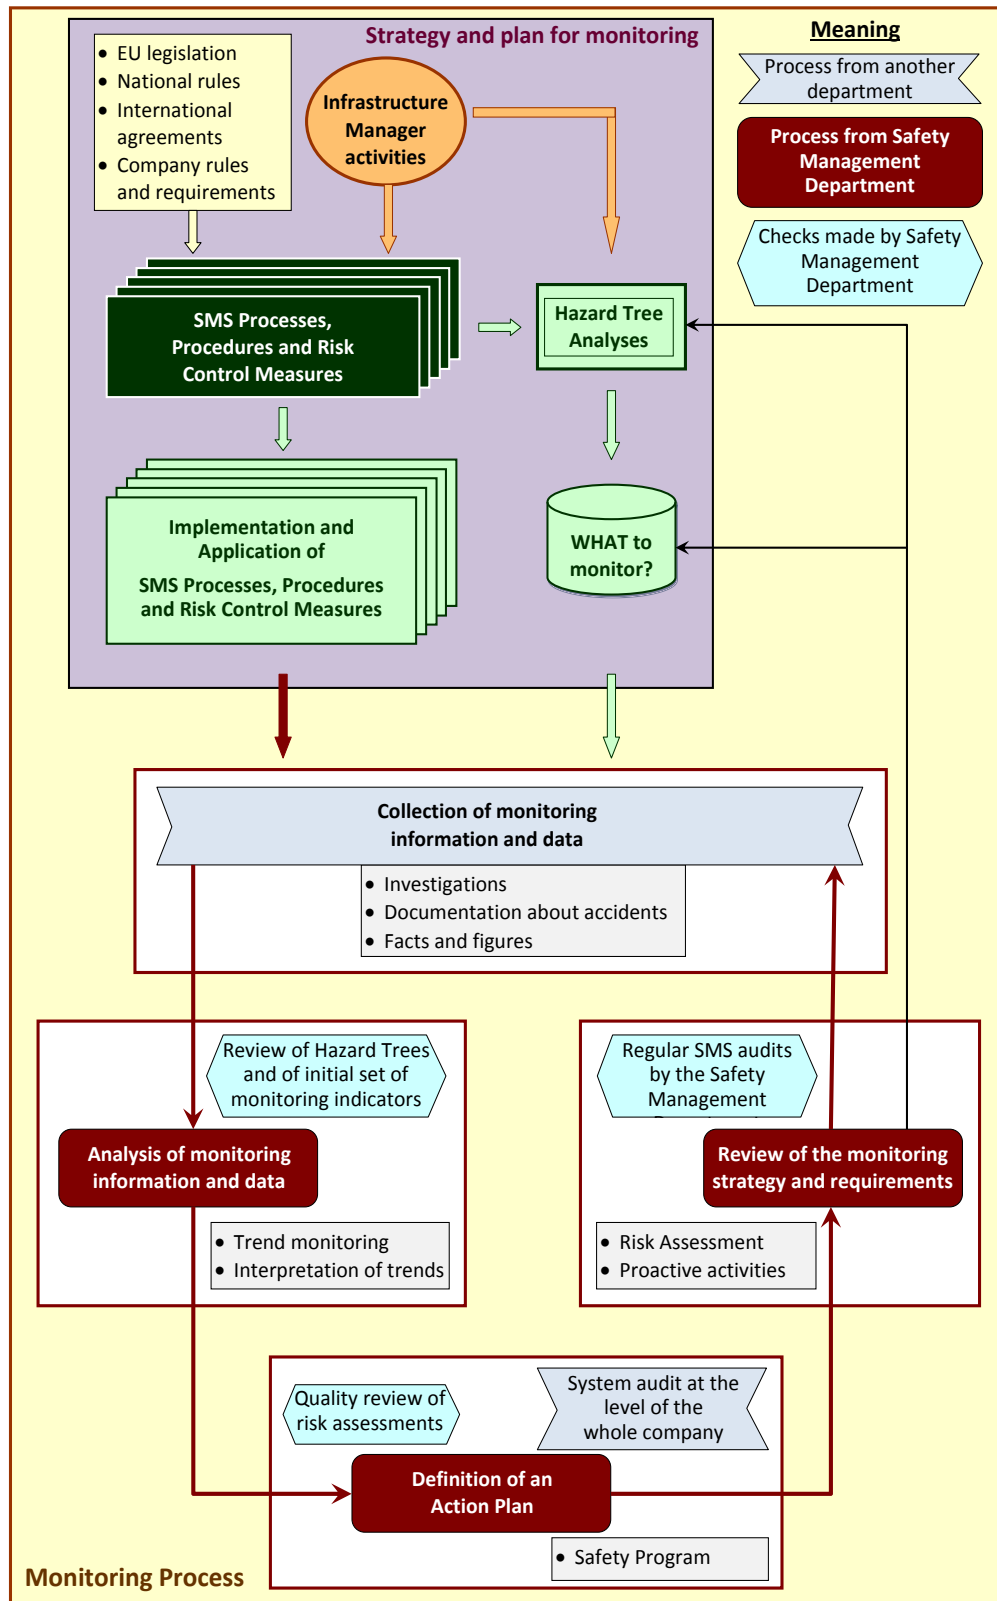 Strategy and plan for monitoring
• EU legislation
• National rules
• International
agreements
• Company rules
and requirements
Infrastructure
Manager
activities
Meaning
Process from another
department
Process from Safety
Management
Department
Checks made by Safety
Management
Department
SMS Processes,
Procedures and Risk
Control Measures
Hazard Tree
Analyses
Implementation and
Application of
SMS Processes, Procedures
and Risk Control Measures
WHAT to
monitor?
Collection of monitoring
information and data
• Investigations
• Documentation about accidents
• Facts and figures
Review of Hazard Trees
and of initial set of
monitoring indicators
Analysis of monitoring
information and data
• Trend monitoring
• Interpretation of trends
Regular SMS audits
by the Safety
Management
Review of the monitoring
strategy and requirements
• Risk Assessment
• Proactive activities
Quality review of
risk assessments
System audit at the
level of the
whole company
Definition of an
Action Plan
• Safety Program
Monitoring Process